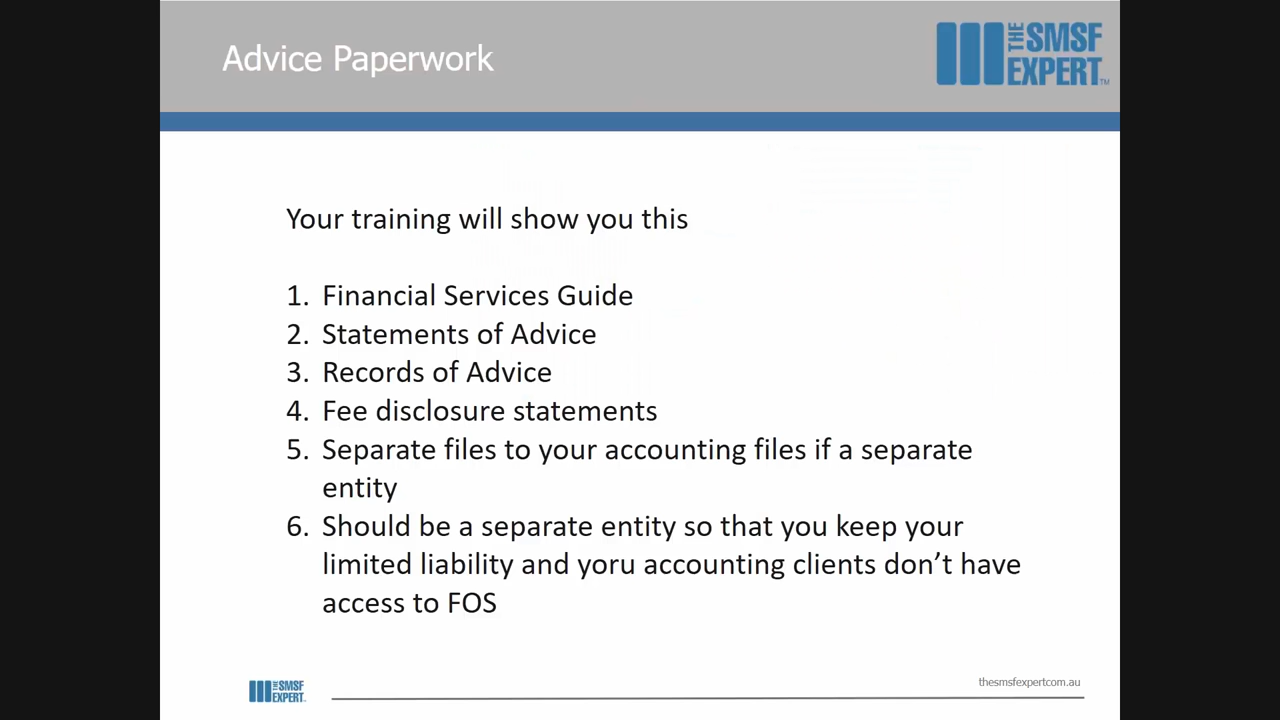 Advice Paperwork
THE SMSF
EXPERT™
Your training will show you this
1. Financial Services Guide
2. Statements of Advice
3. Records of Advice
4. Fee disclosure statements
5. Separate files to your accounting files if a separate
entity
6. Should be a separate entity so that you keep your
limited liability and yoru accounting clients don’t have
access to FOS
THE SMSF
EXPERT
thesmsfexpertcom.au